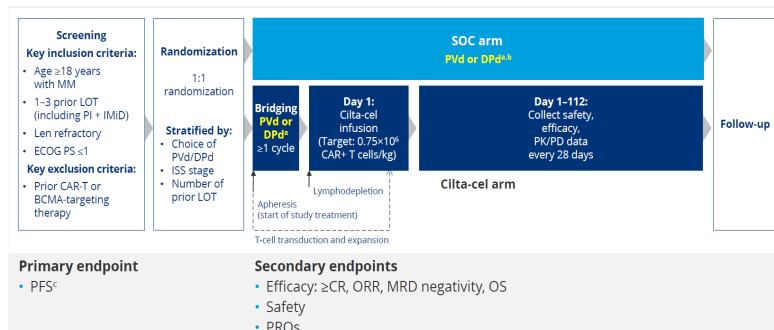 Screening
Key inclusion criteria:
• Age ≥18 years
with MM
• 1–3 prior LOT
(including PI + IMiD)
• Len refractory
• ECOG PS ≤1
Key exclusion criteria:
• Prior CAR-T or
BCMA-targeting
therapy
Randomization
1:1
randomization
Stratified by:
• Choice of
PVd/DPd
• ISS stage
• Number of
prior LOT
SOC arm
PVd or DPdᵃ,ᵇ
Bridging
PVd or
DPdᵃ
≥1 cycle
Day 1:
Cilta-cel
infusion
(Target: 0.75×10⁶
CAR+ T cells/kg)
Day 1–112:
Collect safety,
efficacy,
PK/PD data
every 28 days
Cilta-cel arm
Lymphodepletion
Apheresis
(start of study treatment)
T-cell transduction and expansion
Follow-up
Primary endpoint
• PFSᶜ
Secondary endpoints
• Efficacy: ≥CR, ORR, MRD negativity, OS
• Safety
• PROs